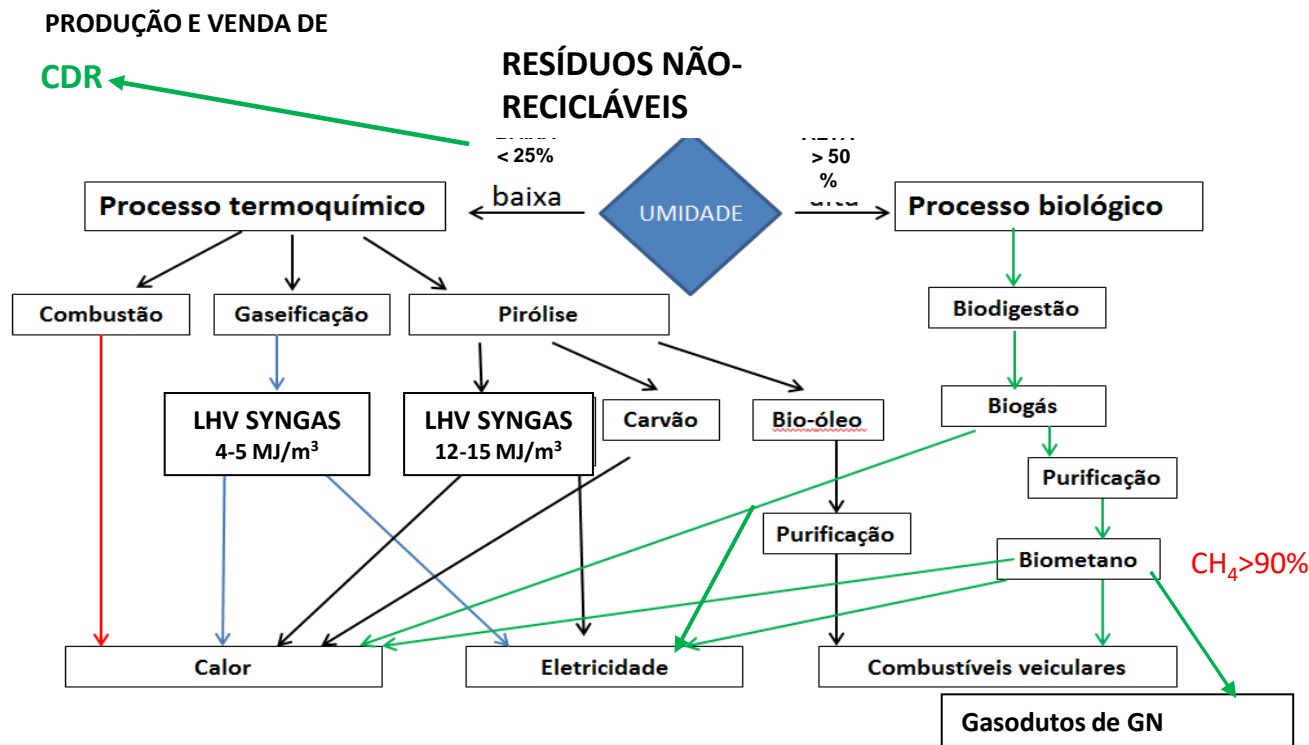 PRODUÇÃO E VENDA DE
CDR
RESÍDUOS NÃO-
RECICLÁVEIS
< 25%
> 50
%
baixa
UMIDADE
Processo termoquímico
Processo biológico
Combustão
Gaseificação
Pirólise
Biodigestão
LHV SYNGAS
4-5 MJ/m³
LHV SYNGAS
12-15 MJ/m³
Carvão
Bio-óleo
Biogás
Purificação
Purificação
Biometano
CH₄>90%
Calor
Eletricidade
Combustíveis veiculares
Gasodutos de GN